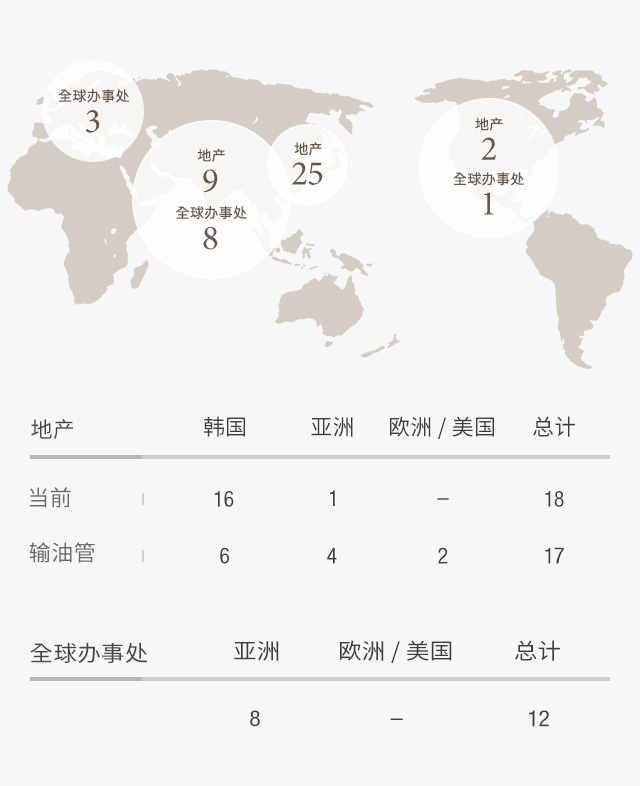 全球办事处
3
地产
9
全球办事处
8
地产
25
地产
2
全球办事处
1
地产 韩国 亚洲 欧洲 / 美国 总计
当前 16 1 – 18
输油管 6 4 2 17
全球办事处 亚洲 欧洲 / 美国 总计
8 – 12